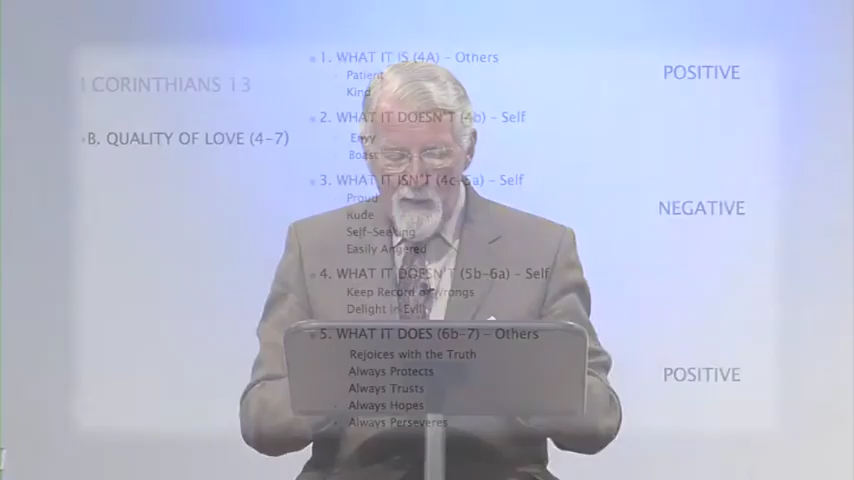 1 CORINTHIANS 13
B. QUALITY OF LOVE (4-7)
1. WHAT IT IS (4A) - Others
Patient
Kind
2. WHAT IT DOESN'T (4b) - Self
Envy
Boast
3. WHAT IT ISN'T (4c-5a) - Self
Proud
Rude
Self-Seeking
Easily Angered
4. WHAT IT DOESN'T (5b-6a) - Self
Keep Record of Wrongs
Delight in Evil
5. WHAT IT DOES (6b-7) - Others
Rejoices with the Truth
Always Protects
Always Trusts
Always Hopes
Always Perseveres
POSITIVE
NEGATIVE
POSITIVE